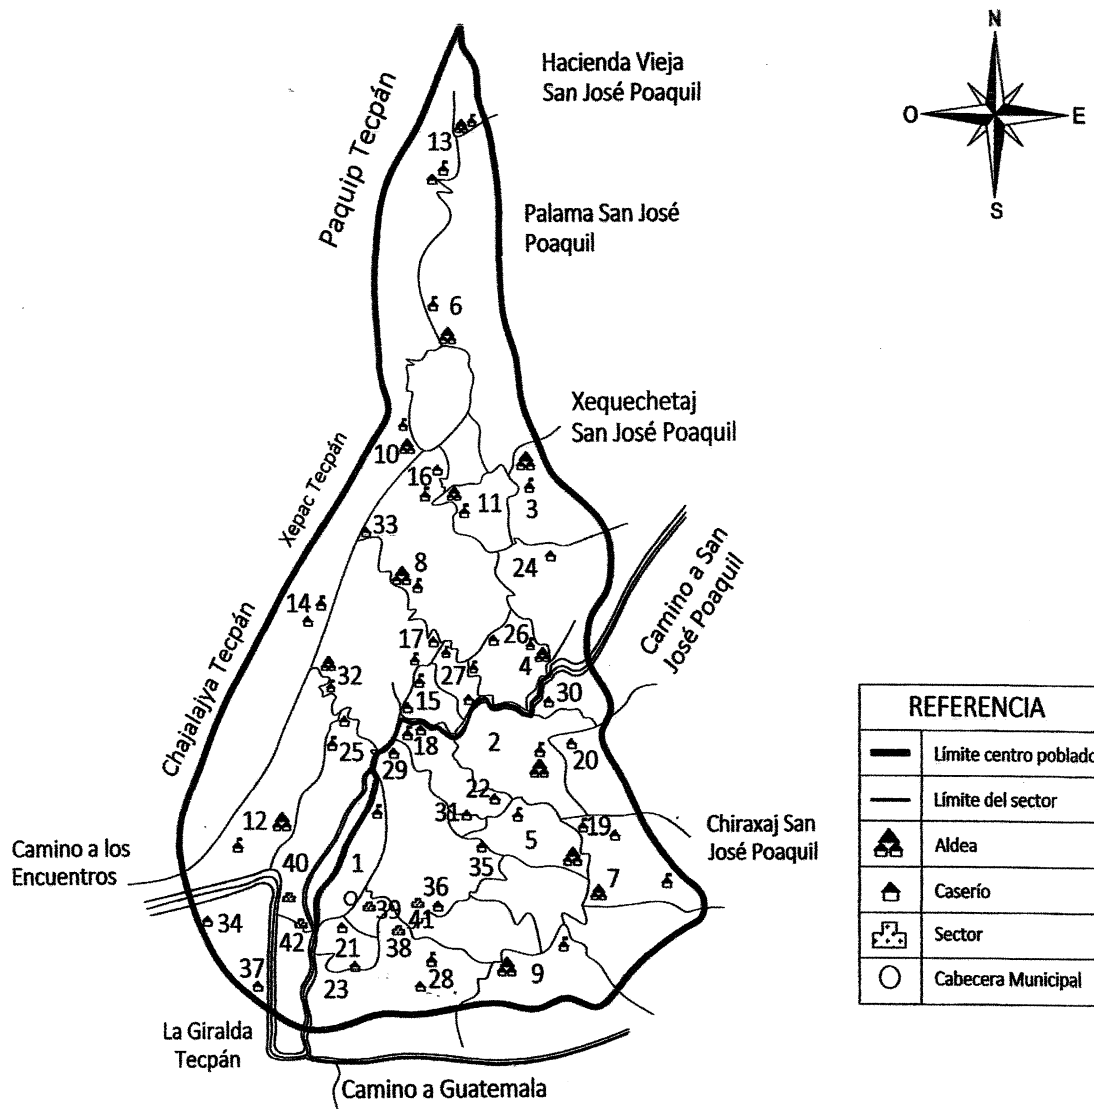 N
Hacienda Vieja
San José Poaquil
O
E
S
13
Paquip Tecpán
Palama San José
Poaquil
6
Xequechetaj
San José Poaquil
10
16
11
3
Xepac Tecpán
33
24
8
Camino a San
José Poaquil
14
17
26
27
4
32
15
30
Chajalajya Tecpán
18
2
20
25
29
22
31
19
5
12
Chiraxaj San
José Poaquil
Camino a los
Encuentros
40
1
35
7
36
39
41
34
42
21
38
37
23
28
9
La Giralda
Tecpán
Camino a Guatemala
REFERENCIA
Límite centro poblado
Límite del sector
Aldea
Caserío
Sector
Cabecera Municipal